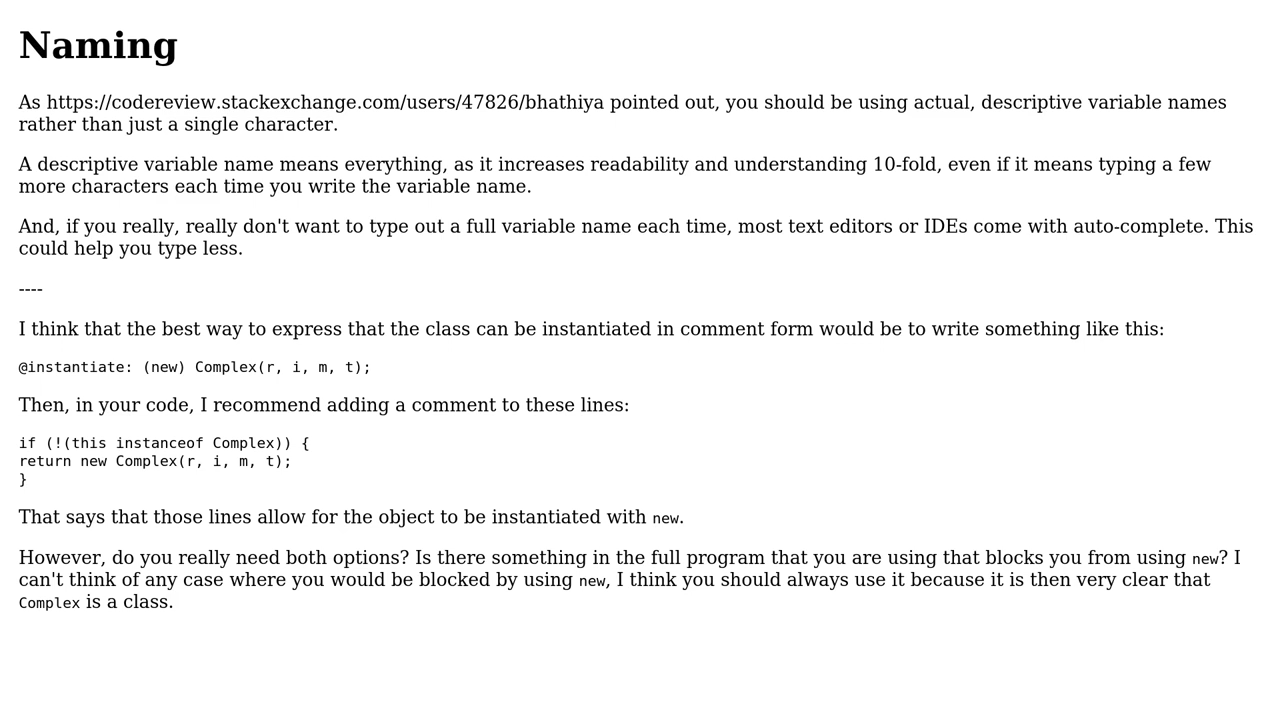 Naming
As https://codereview.stackexchange.com/users/47826/bhathiya pointed out, you should be using actual, descriptive variable names
rather than just a single character.
A descriptive variable name means everything, as it increases readability and understanding 10-fold, even if it means typing a few
more characters each time you write the variable name.
And, if you really, really don't want to type out a full variable name each time, most text editors or IDEs come with auto-complete. This
could help you type less.
----
I think that the best way to express that the class can be instantiated in comment form would be to write something like this:
@instantiate: (new) Complex(r, i, m, t);
Then, in your code, I recommend adding a comment to these lines:
if (!(this instanceof Complex)) {
return new Complex(r, i, m, t);
}
That says that those lines allow for the object to be instantiated with new.
However, do you really need both options? Is there something in the full program that you are using that blocks you from using new? I
can't think of any case where you would be blocked by using new, I think you should always use it because it is then very clear that
Complex is a class.